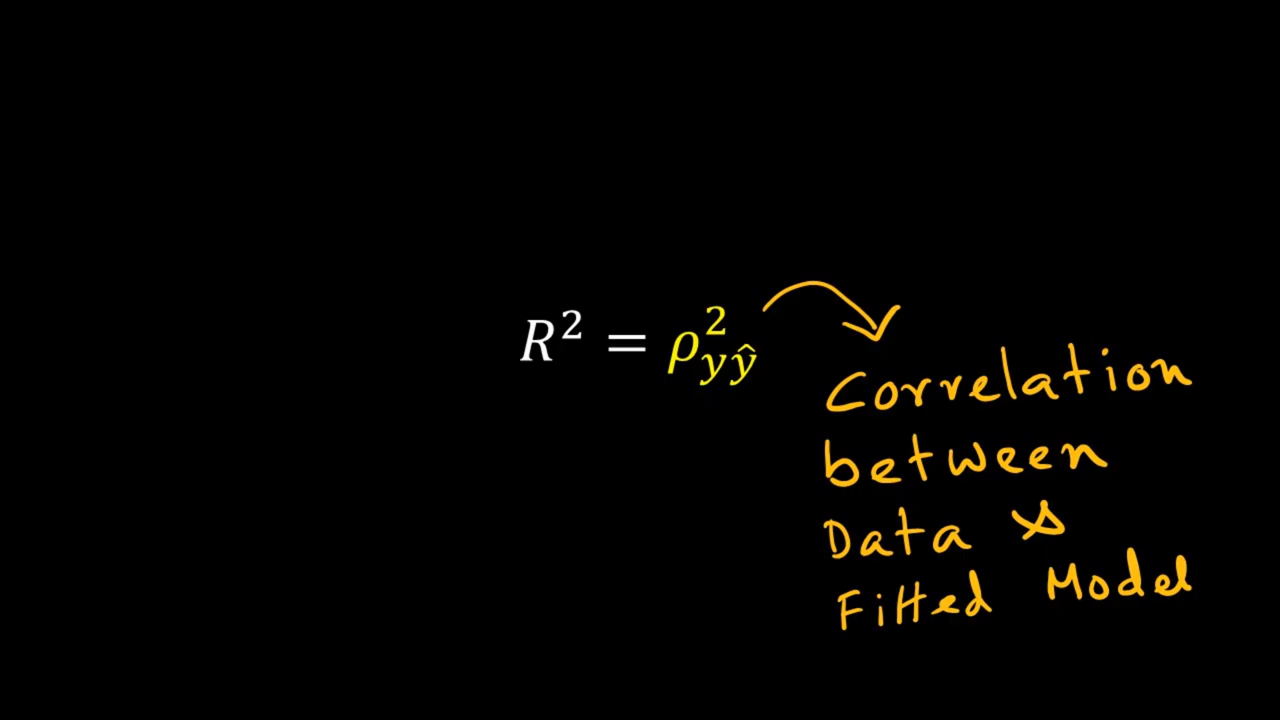 R² = ρ²yŷ
Correlation
between
Data &
Fitted Model